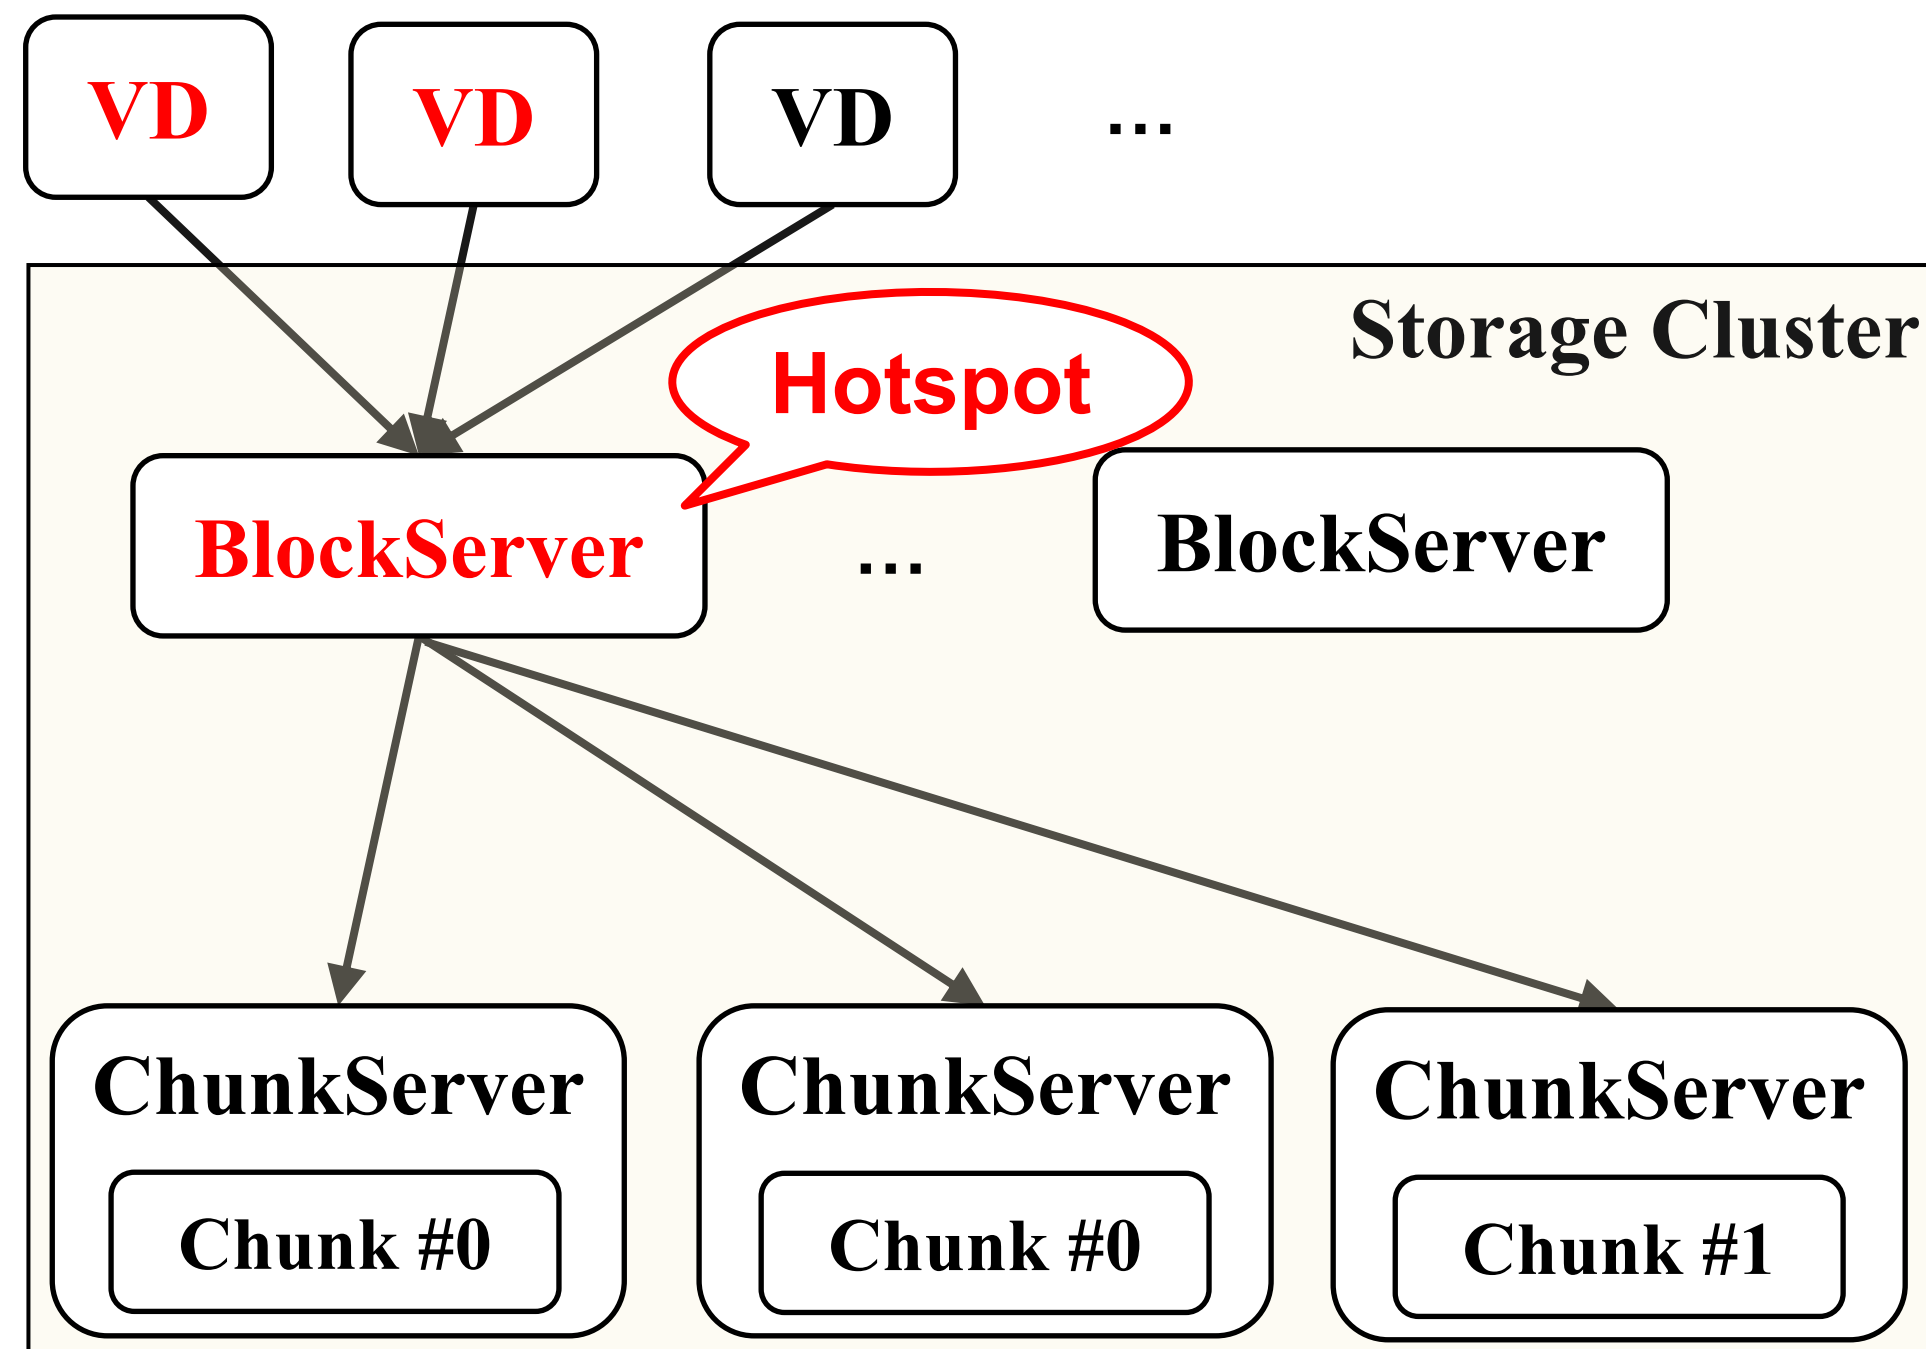 VD VD VD ...
Storage Cluster
Hotspot
BlockServer ... BlockServer
ChunkServer ChunkServer ChunkServer
Chunk #0 Chunk #0 Chunk #1